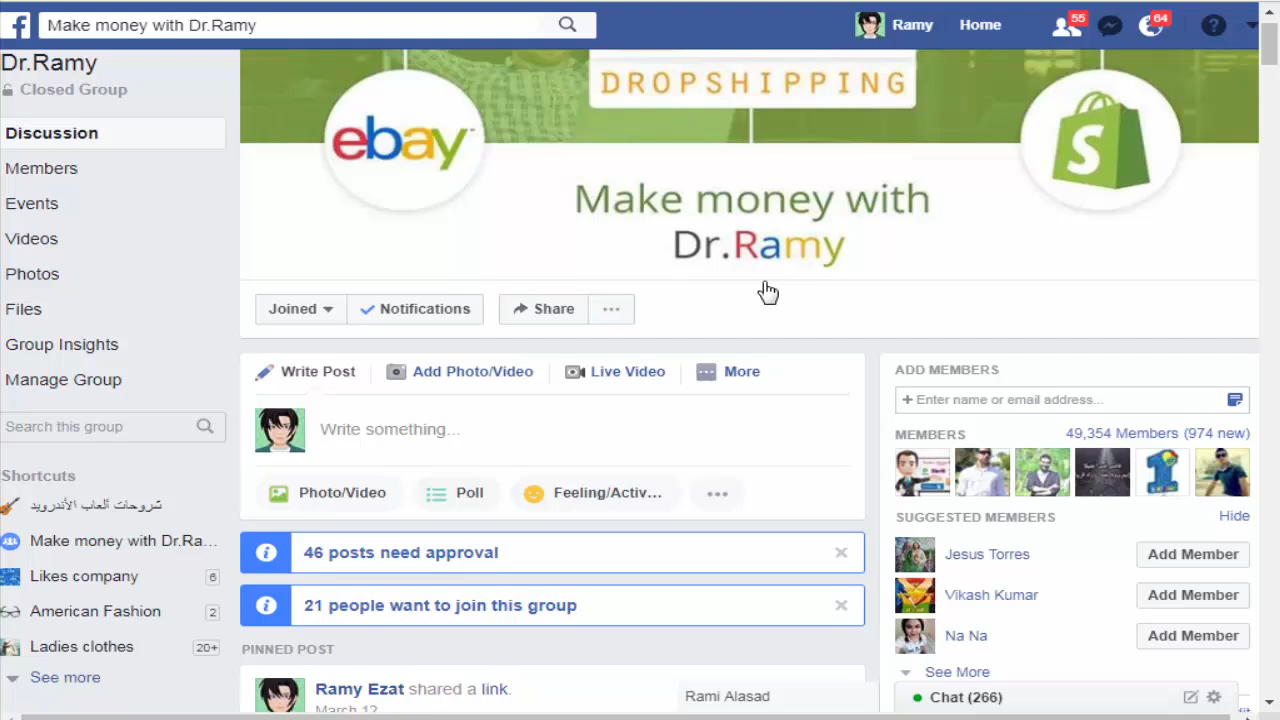 Make money with Dr.Ramy
Ramy
Home
55
64
?
Dr.Ramy
Closed Group
Discussion
Members
Events
Videos
Photos
Files
Group Insights
Manage Group
Search this group
Shortcuts
شروحات ألعاب الأندرويد
Make money with Dr.Ra...
Likes company 6
American Fashion 2
Ladies clothes 20+
See more
DROPSHIPPING
ebay
S
Make money with
Dr.Ramy
Joined
Notifications
Share
Write Post
Add Photo/Video
Live Video
More
Write something...
Photo/Video
Poll
Feeling/Activ...
46 posts need approval
21 people want to join this group
PINNED POST
Ramy Ezat shared a link.
March 12
ADD MEMBERS
+ Enter name or email address...
MEMBERS
49,354 Members (974 new)
SUGGESTED MEMBERS
Hide
Jesus Torres
Add Member
Vikash Kumar
Add Member
Na Na
Add Member
See More
Rami Alasad
Chat (266)